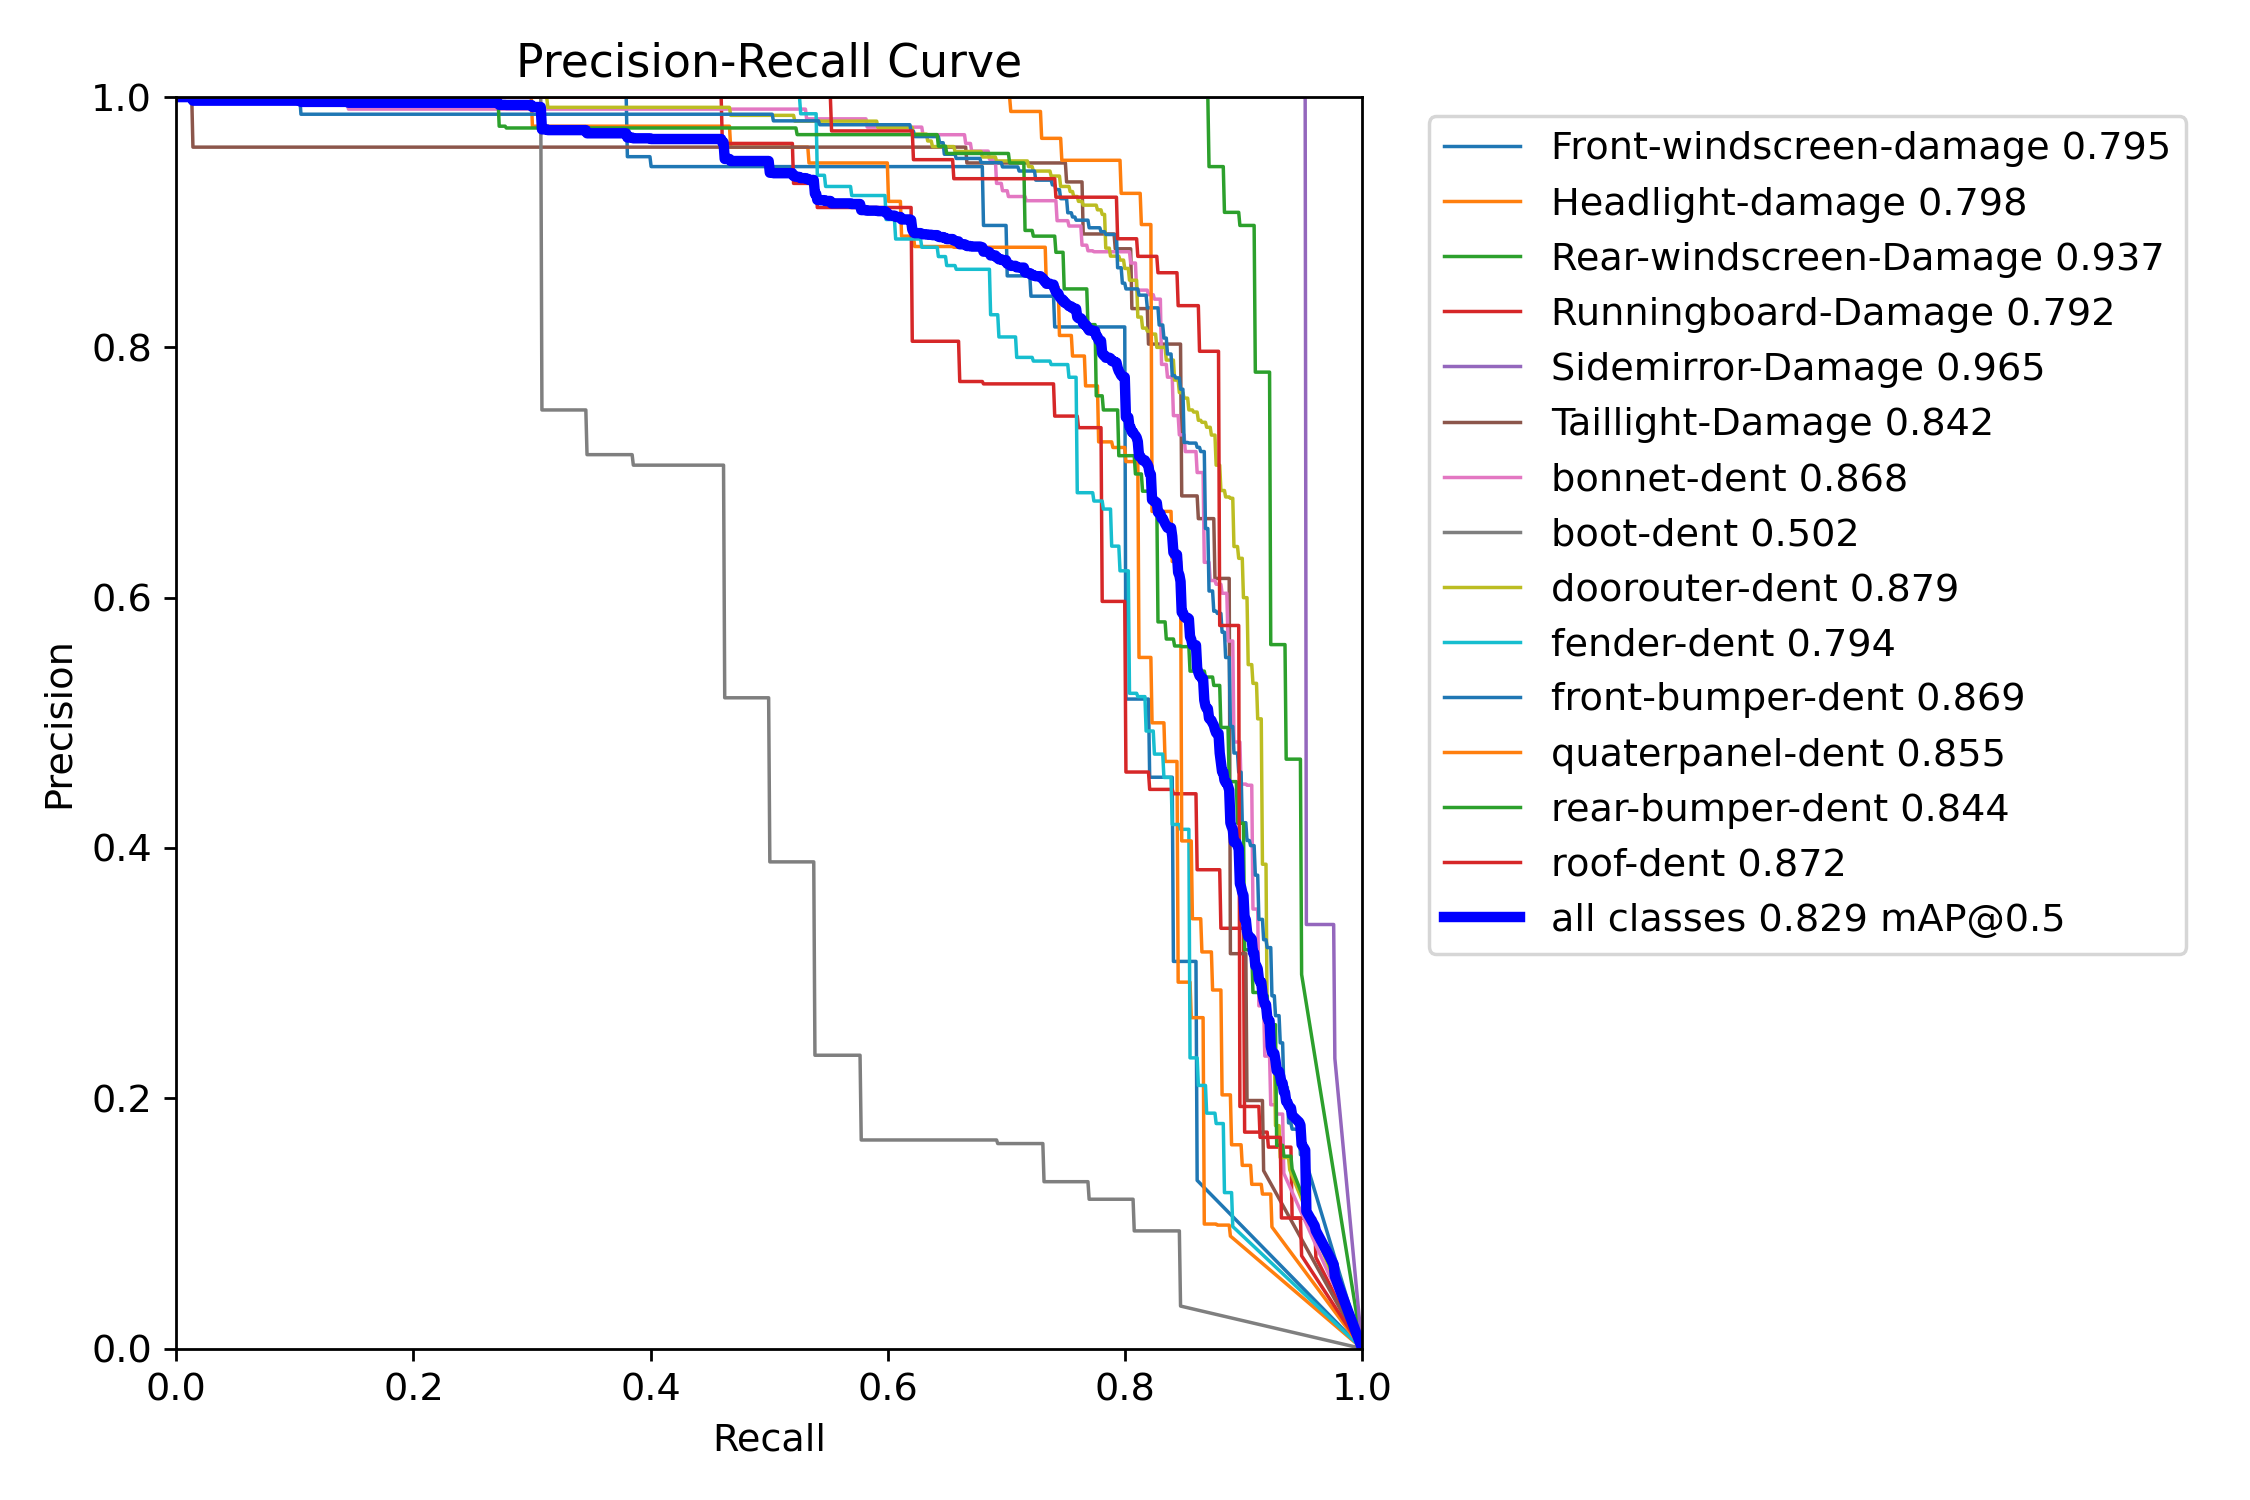 Precision-Recall Curve
1.0
0.8
0.6
0.4
0.2
0.0
Precision
0.0 0.2 0.4 0.6 0.8 1.0
Recall
Front-windscreen-damage 0.795
Headlight-damage 0.798
Rear-windscreen-Damage 0.937
Runningboard-Damage 0.792
Sidemirror-Damage 0.965
Taillight-Damage 0.842
bonnet-dent 0.868
boot-dent 0.502
doorouter-dent 0.879
fender-dent 0.794
front-bumper-dent 0.869
quaterpanel-dent 0.855
rear-bumper-dent 0.844
roof-dent 0.872
all classes 0.829 mAP@0.5